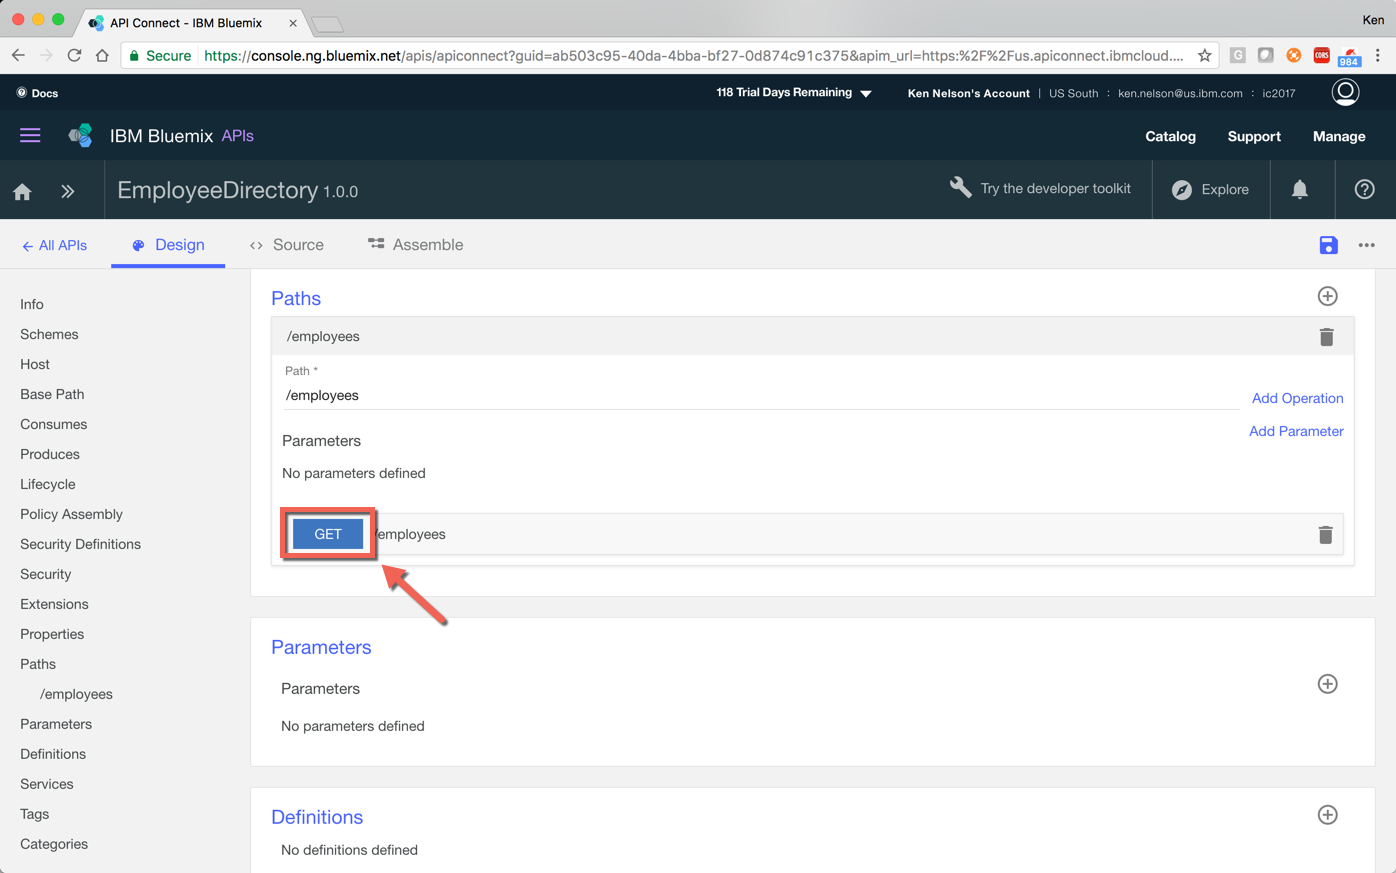 API Connect - IBM Bluemix
Ken
Secure https://console.ng.bluemix.net/apis/apiconnect?guid=ab503c95-40da-4bba-bf27-0d874c91c375&apim_url=https:%2F%2Fus.apiconnect.ibmcloud....
G
CORS
984
Docs
118 Trial Days Remaining
Ken Nelson's Account | US South : ken.nelson@us.ibm.com : ic2017
IBM Bluemix APIs
Catalog
Support
Manage
EmployeeDirectory 1.0.0
Try the developer toolkit
Explore
← All APIs
Design
<> Source
Assemble
Info
Schemes
Host
Base Path
Consumes
Produces
Lifecycle
Policy Assembly
Security Definitions
Security
Extensions
Properties
Paths
/employees
Parameters
Definitions
Services
Tags
Categories
Paths
/employees
Path *
/employees
Add Operation
Add Parameter
Parameters
No parameters defined
GET /employees
Parameters
Parameters
No parameters defined
Definitions
No definitions defined